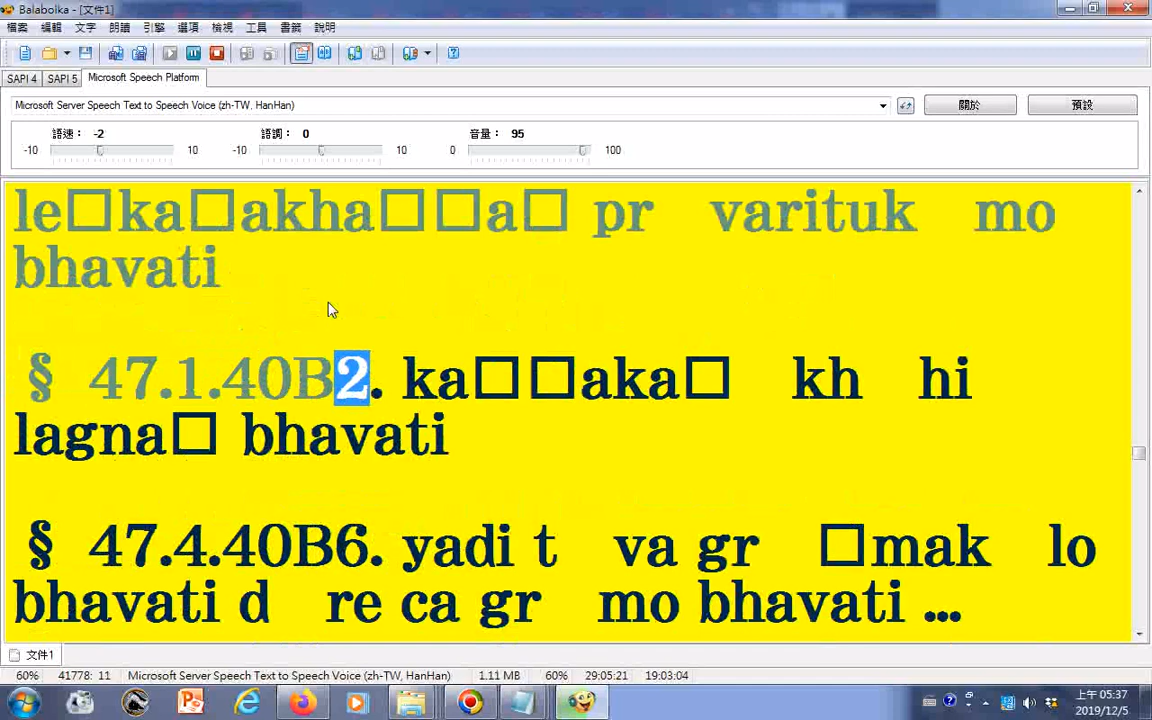 Balabolka - [文件1]
檔案 編輯 文字 朗讀 引擎 選項 檢視 工具 書籤 說明
SAPI 4 SAPI 5 Microsoft Speech Platform
Microsoft Server Speech Text to Speech Voice (zh-TW, HanHan)
關於 預設
語速： -2 語調： 0 音量： 95
-10 10 -10 10 0 100
le□ka□akha□□a□ pr varituk mo
bhavati
§ 47.1.40B2. ka□□aka□ kh hi
lagna□ bhavati
§ 47.4.40B6. yadi t va gr □mak lo
bhavati d re ca gr mo bhavati ...
文件1
60% 41778: 11 Microsoft Server Speech Text to Speech Voice (zh-TW, HanHan) 1.11 MB 60% 29:05:21 19:03:04
上午 05:37
2019/12/5